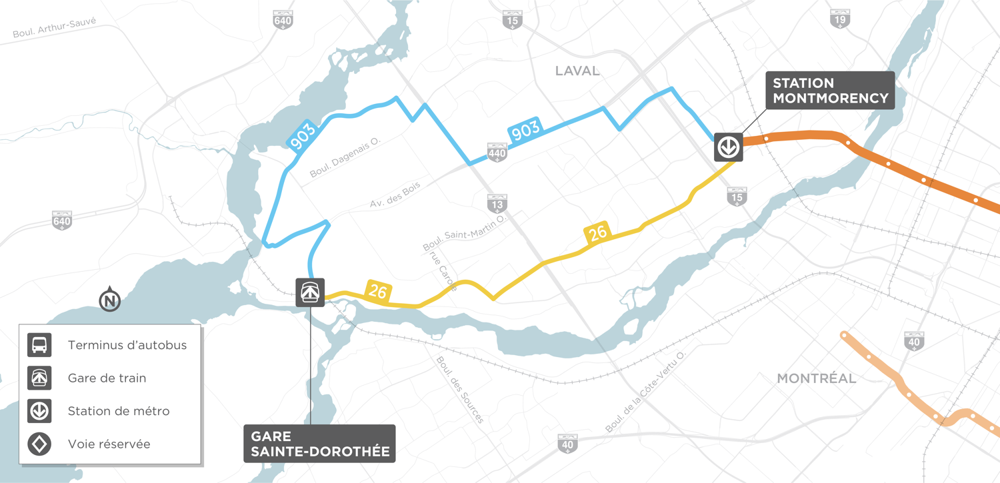 Boul. Arthur-Sauvé
640
15
19
LAVAL
STATION
MONTMORENCY
903
903
Boul. Dagenais O.
440
Av. des Bois
13
15
640
Boul. Saint-Martin O.
26
rue Carole
26
N
Terminus d'autobus
Gare de train
Station de métro
Voie réservée
40
Boul. des Sources
Boul. de la Côte-Vertu O.
MONTRÉAL
GARE
SAINTE-DOROTHÉE
40